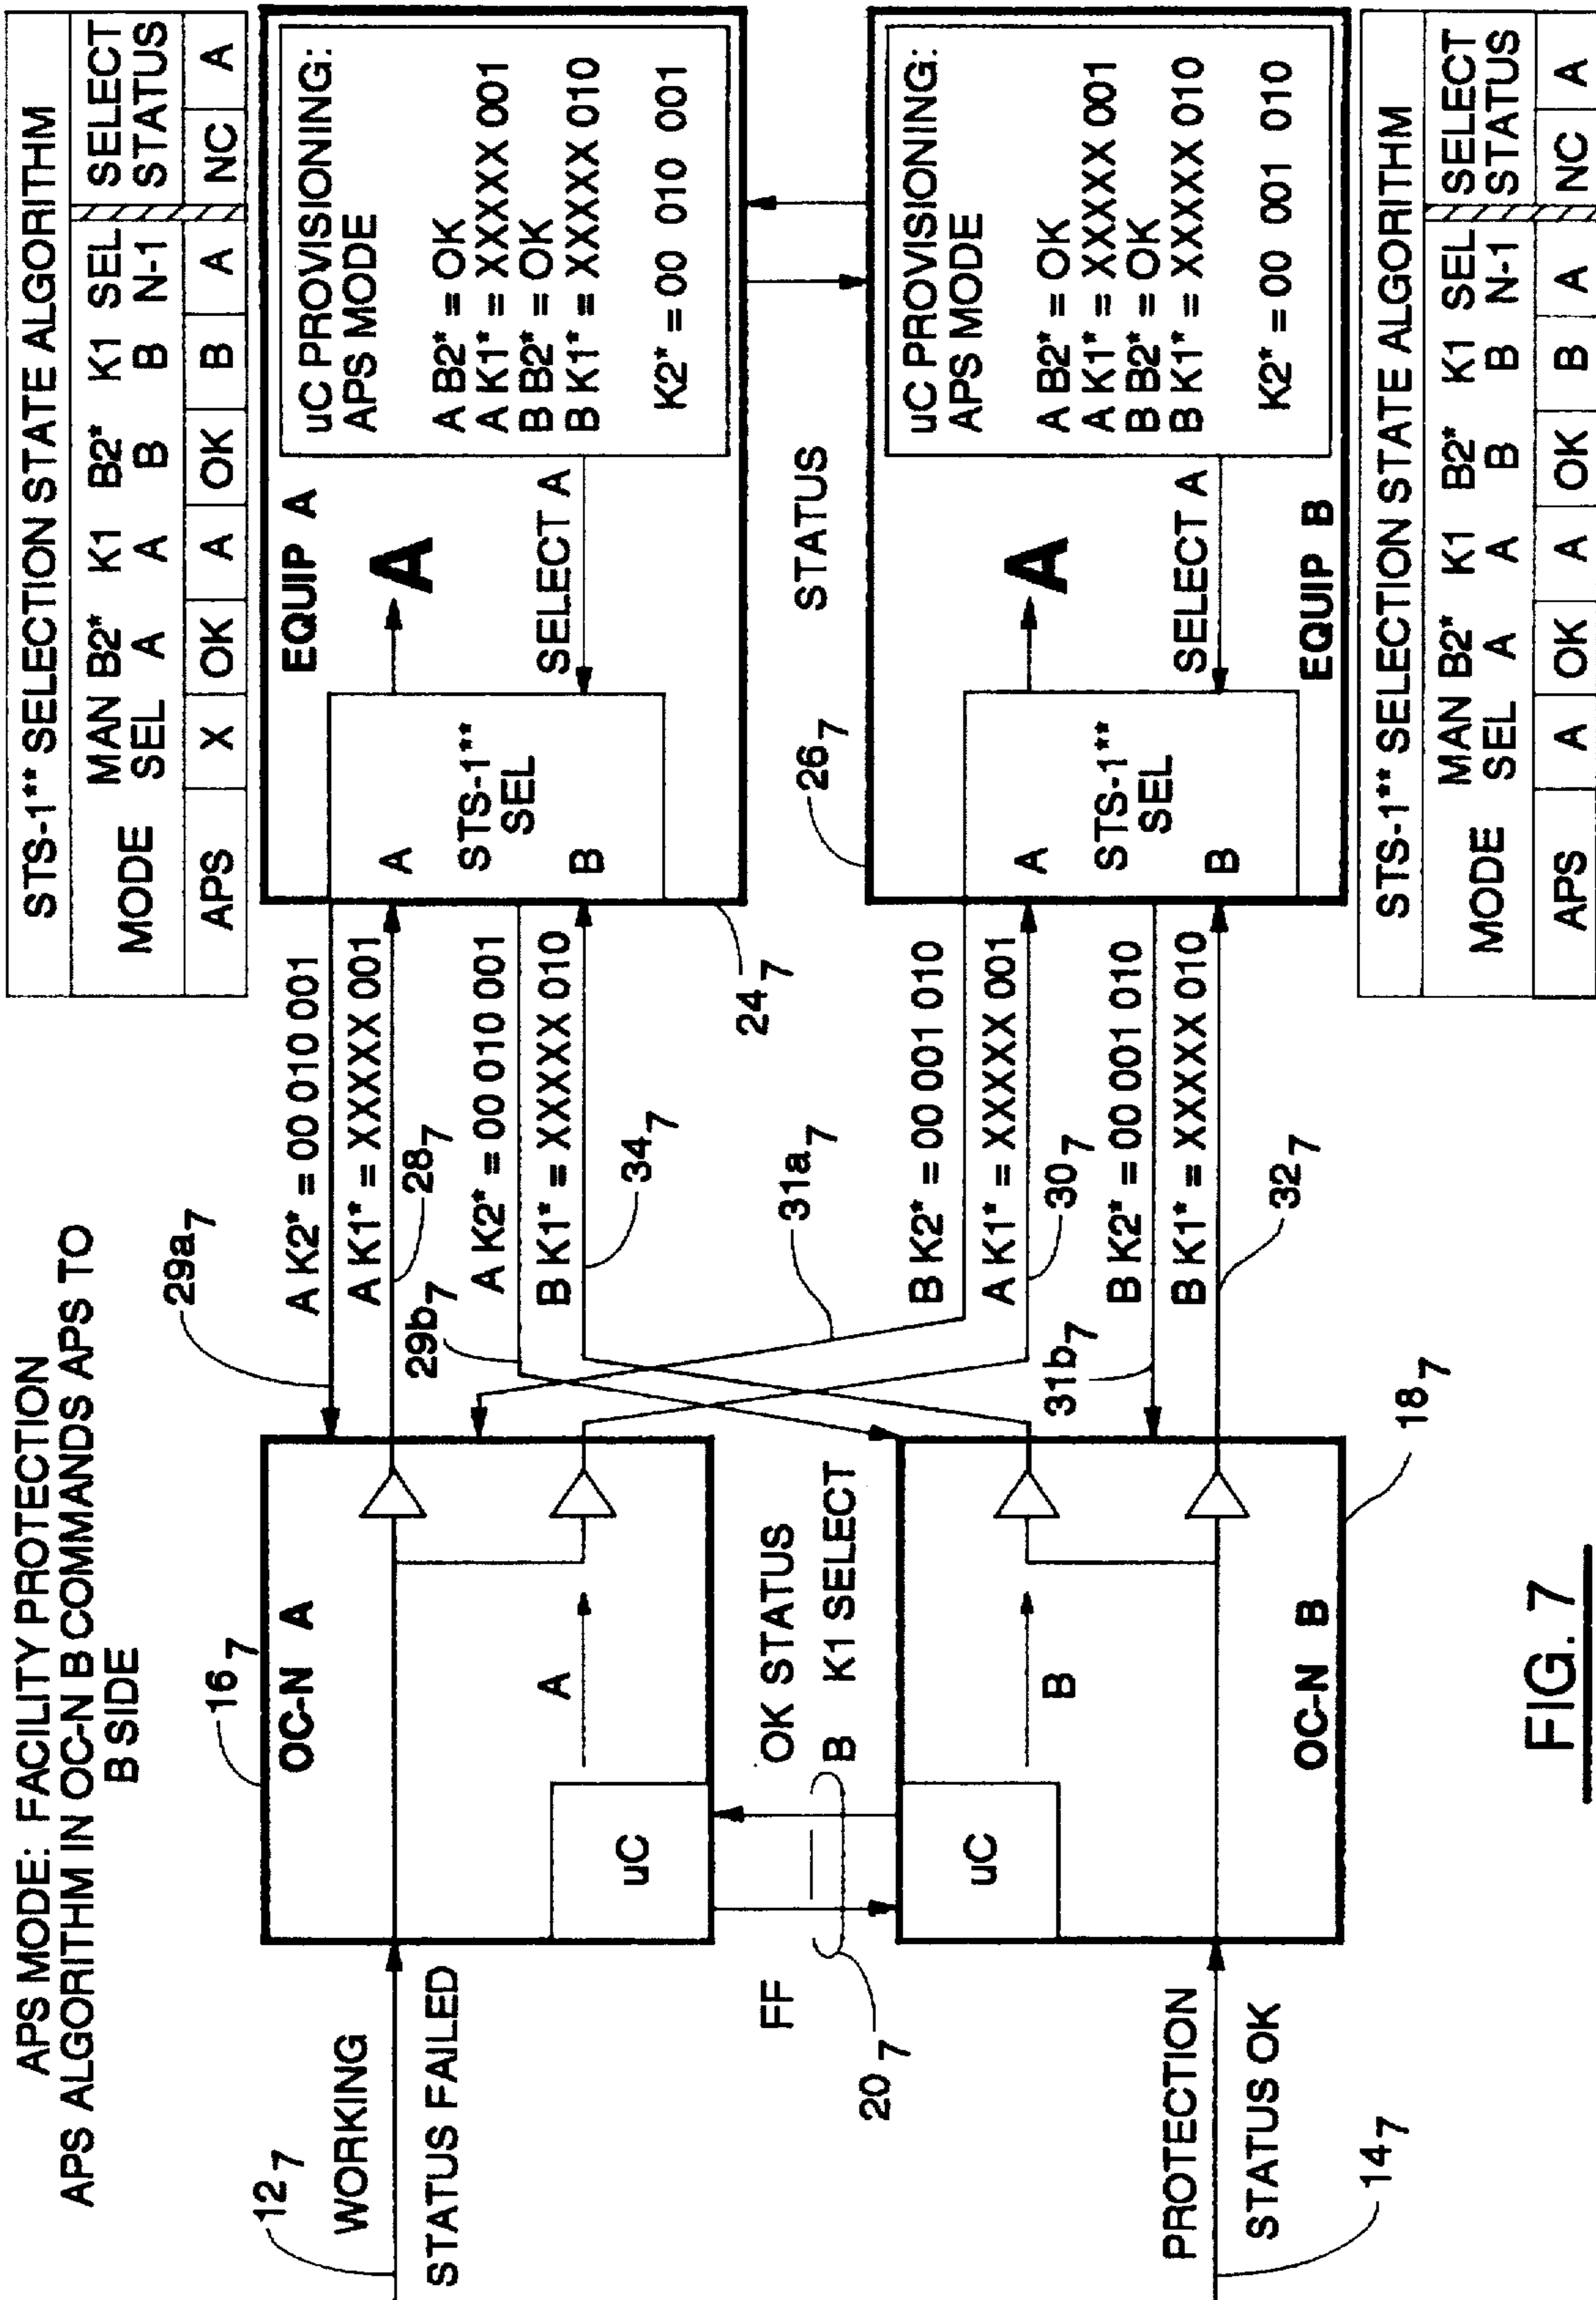 APS MODE: FACILITY PROTECTION
APS ALGORITHM IN OC-N B COMMANDS APS TO
B SIDE
STS-1** SELECTION STATE ALGORITHM
MODE MAN B2* K1 B2* K1 SEL SELECT
SEL A A B B N-1 STATUS
APS X OK A OK B A NC A
12₇
WORKING
STATUS FAILED
16₇
OC-N A
A
uC
29a₇
A K2* = 00 010 001
A K1* = XXXXX 001
28₇
29b₇
A K2* = 00 010 001
B K1* = XXXXX 010
34₇
EQUIP A
A
STS-1**
SEL
B
A
SELECT A
24₇
uC PROVISIONING:
APS MODE
A B2* = OK
A K1* = XXXXX 001
B B2* = OK
B K1* = XXXXX 010
K2* = 00 010 001
FF
20₇
OK STATUS
B K1 SELECT
31a₇
STATUS
PROTECTION
STATUS OK
14₇
uC
B
OC-N B
18₇
B K2* = 00 001 010
A K1* = XXXXX 001
30₇
31b₇
B K2* = 00 001 010
B K1* = XXXXX 010
32₇
26₇
A
STS-1**
SEL
B
A
SELECT A
EQUIP B
uC PROVISIONING:
APS MODE
A B2* = OK
A K1* = XXXXX 001
B B2* = OK
B K1* = XXXXX 010
K2* = 00 001 010
STS-1** SELECTION STATE ALGORITHM
MODE MAN B2* K1 B2* K1 SEL SELECT
SEL A A B B N-1 STATUS
APS A OK A OK B A NC A
FIG. 7